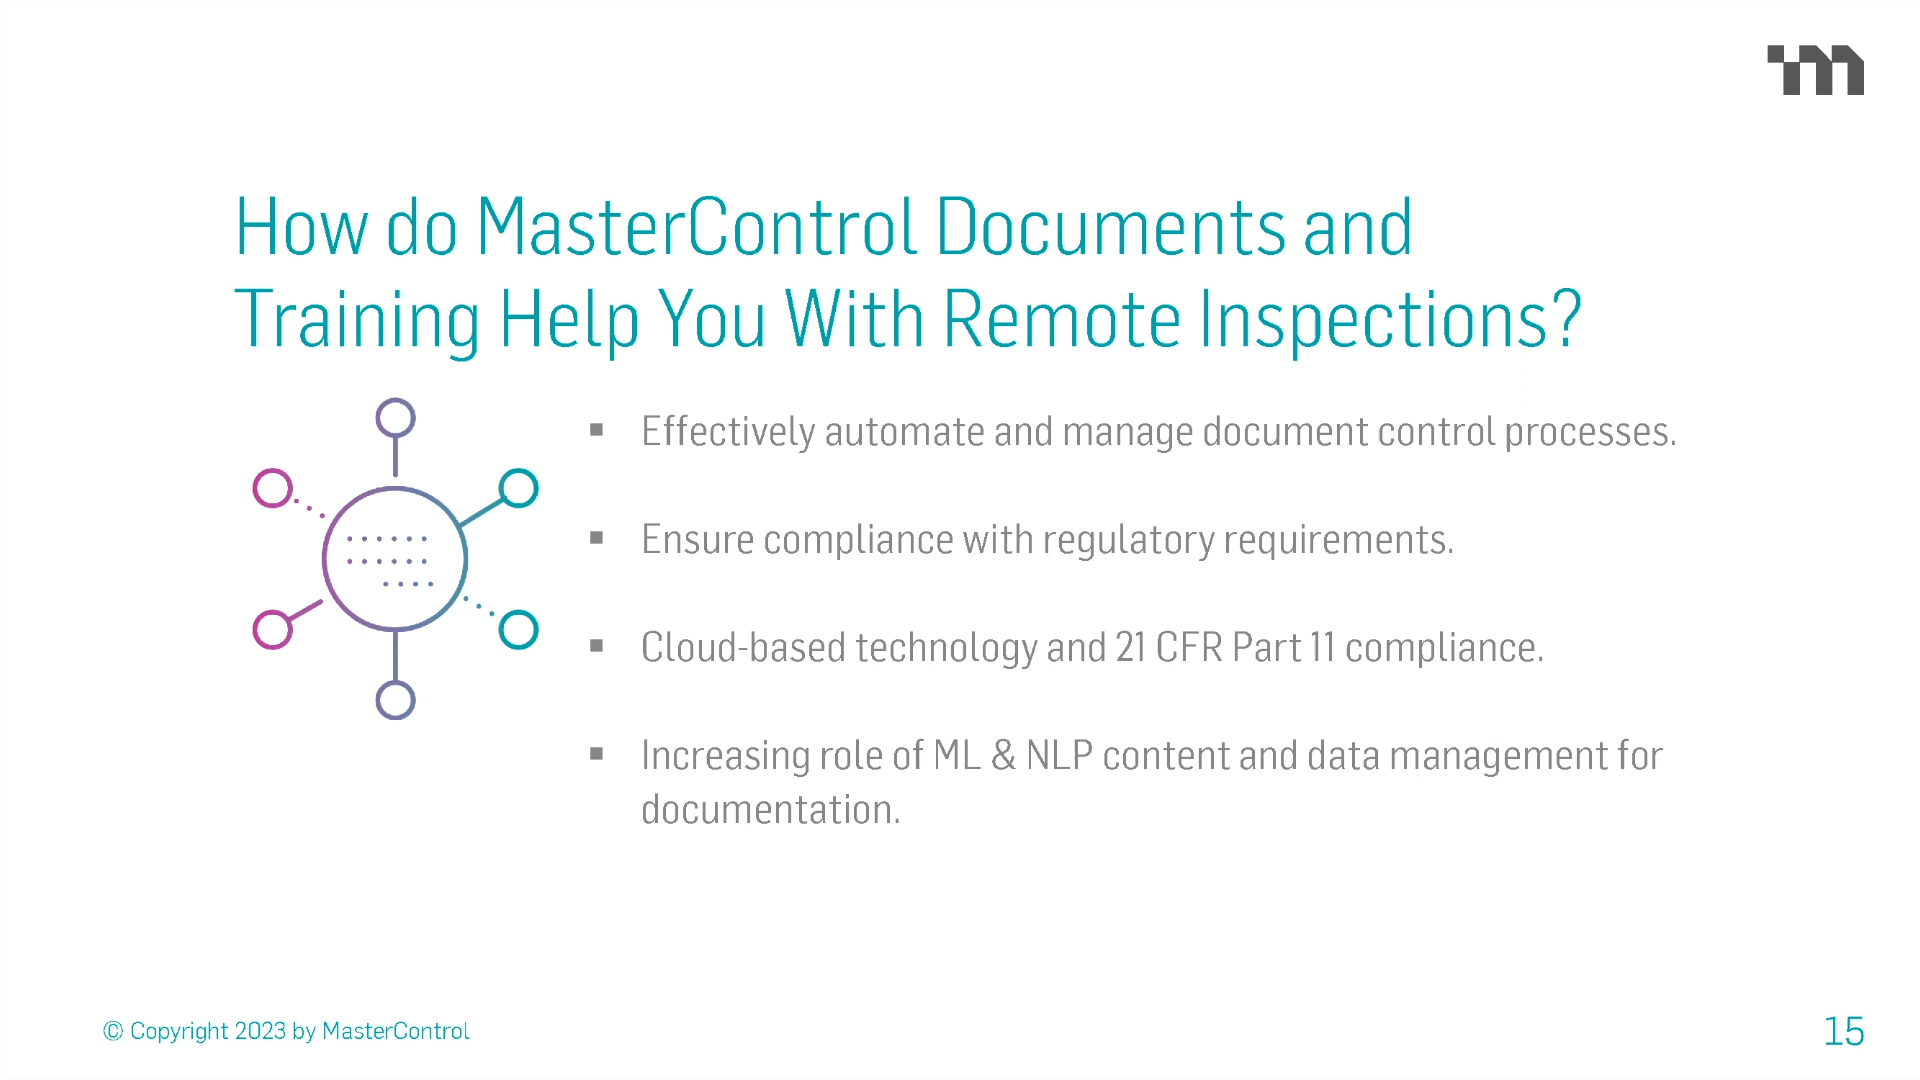 How do MasterControl Documents and
Training Help You With Remote Inspections?
▪ Effectively automate and manage document control processes.
▪ Ensure compliance with regulatory requirements.
▪ Cloud-based technology and 21 CFR Part 11 compliance.
▪ Increasing role of ML & NLP content and data management for
documentation.
© Copyright 2023 by MasterControl
15